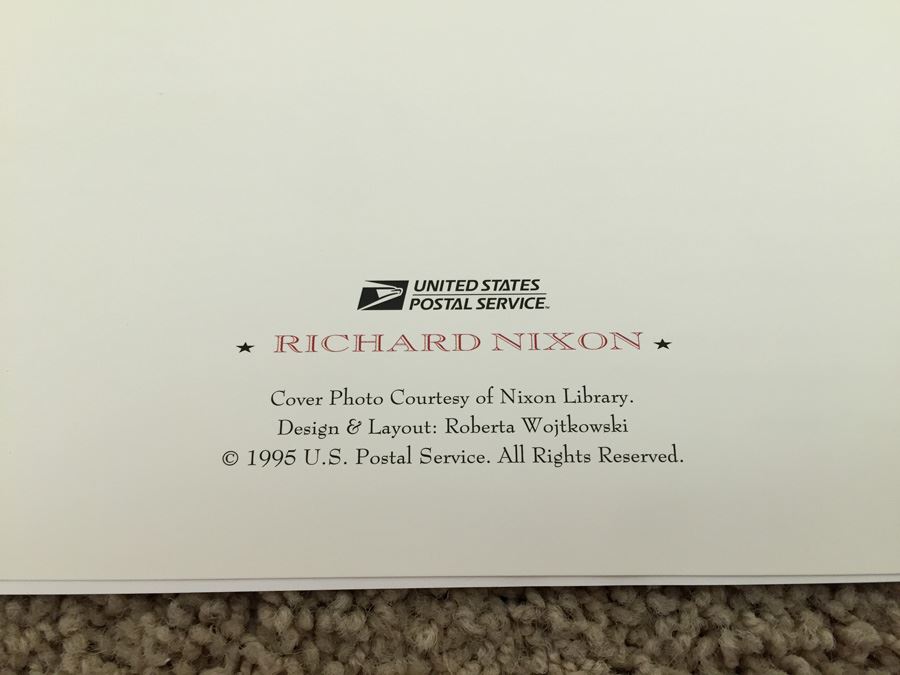 UNITED STATES
POSTAL SERVICE™
★ RICHARD NIXON ★
Cover Photo Courtesy of Nixon Library.
Design & Layout: Roberta Wojtkowski
© 1995 U.S. Postal Service. All Rights Reserved.